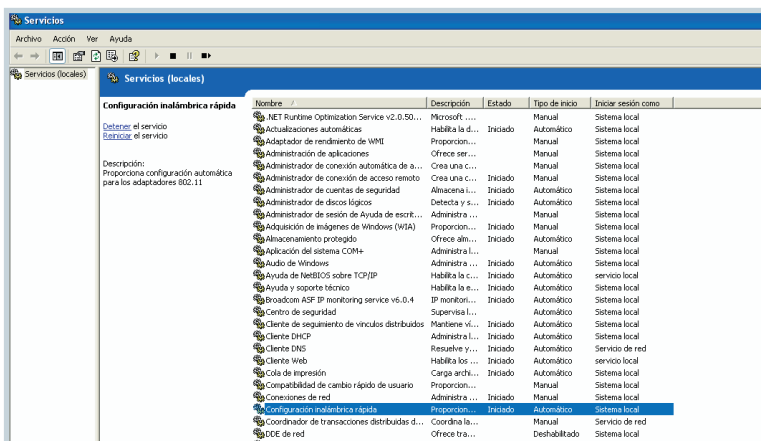 Servicios
Archivo Acción Ver Ayuda
Servicios (locales)
Servicios (locales)
Configuración inalámbrica rápida
Detener el servicio
Reiniciar el servicio
Descripción:
Proporciona configuración automática
para los adaptadores 802.11
Nombre Descripción Estado Tipo de inicio Iniciar sesión como
.NET Runtime Optimization Service v2.0.50... Microsoft .... Manual Sistema local
Actualizaciones automáticas Habilita la d... Iniciado Automático Sistema local
Adaptador de rendimiento de WMI Proporcion... Manual Sistema local
Administración de aplicaciones Ofrece ser... Manual Sistema local
Administrador de conexión automática de a... Crea una c... Manual Sistema local
Administrador de conexión de acceso remoto Crea una c... Iniciado Manual Sistema local
Administrador de cuentas de seguridad Almacena i... Iniciado Automático Sistema local
Administrador de discos lógicos Detecta y s... Iniciado Automático Sistema local
Administrador de sesión de Ayuda de escrit... Administra ... Manual Sistema local
Adquisición de imágenes de Windows (WIA) Proporcion... Iniciado Manual Sistema local
Almacenamiento protegido Ofrece alm... Iniciado Automático Sistema local
Aplicación del sistema COM+ Administra l... Manual Sistema local
Audio de Windows Administra ... Iniciado Automático Sistema local
Ayuda de NetBIOS sobre TCP/IP Habilita la c... Iniciado Automático servicio local
Ayuda y soporte técnico Habilita la e... Iniciado Automático Sistema local
Broadcom ASF IP monitoring service v6.0.4 IP monitori... Iniciado Automático Sistema local
Centro de seguridad Supervisa l... Automático Sistema local
Cliente de seguimiento de vinculos distribuidos Mantiene ví... Iniciado Automático Sistema local
Cliente DHCP Administra l... Iniciado Automático Sistema local
Cliente DNS Resuelve y... Iniciado Automático Servicio de red
Cliente Web Habilita los ... Iniciado Automático servicio local
Cola de impresión Carga archi... Iniciado Automático Sistema local
Compatibilidad de cambio rápido de usuario Proporcion... Manual Sistema local
Conexiones de red Administra ... Iniciado Manual Sistema local
Configuración inalámbrica rápida Proporcion... Iniciado Automático Sistema local
Coordinador de transacciones distribuidas d... Coordina la... Manual Servicio de red
DDE de red Ofrece tra... Deshabilitado Sistema local